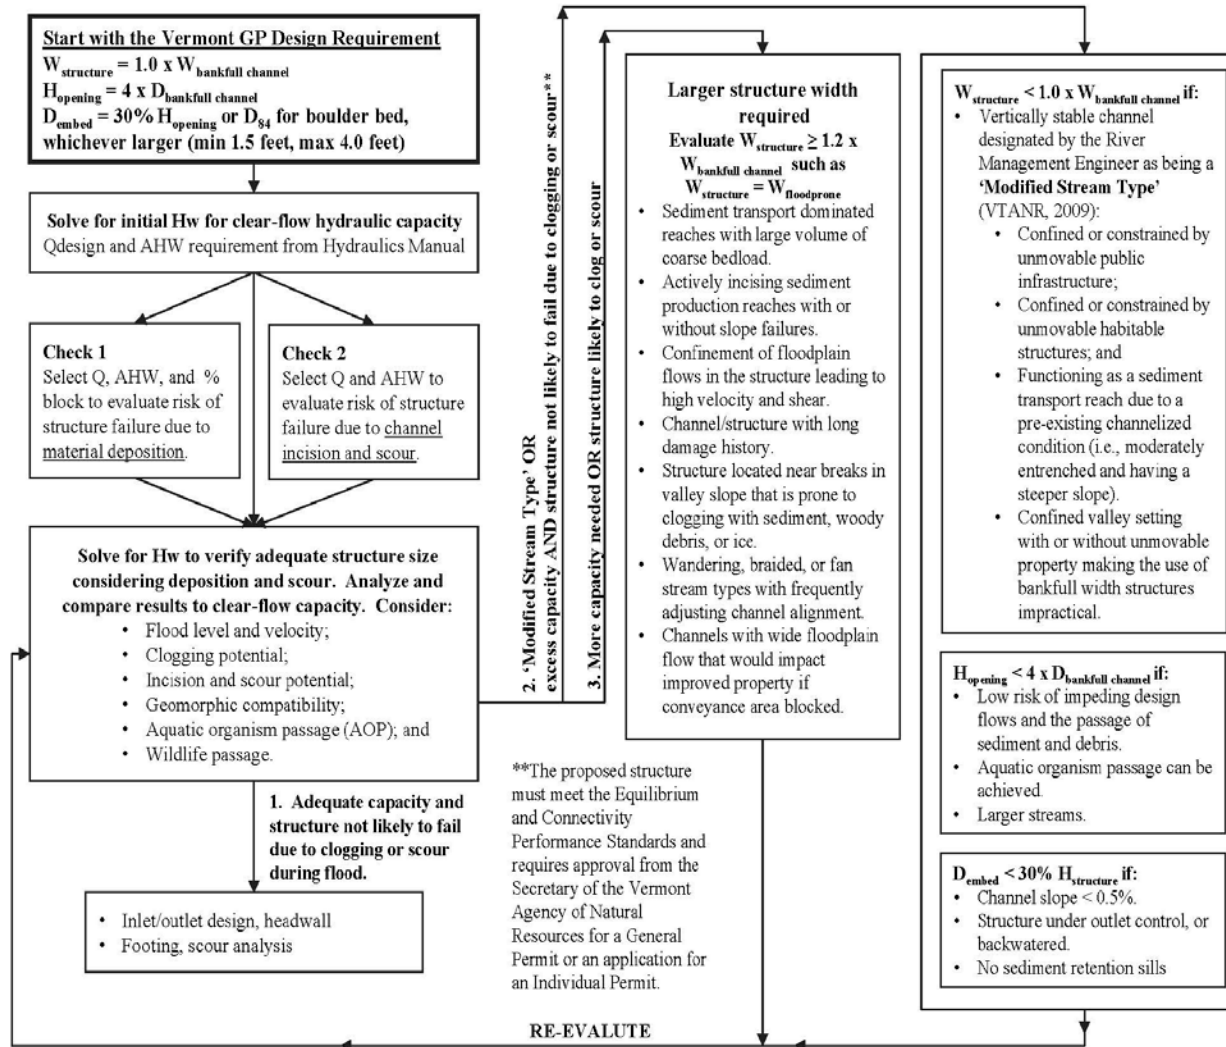 Start with the Vermont GP Design Requirement
W structure = 1.0 x W bankfull channel
H opening = 4 x D bankfull channel
D embed = 30% H opening or D 84 for boulder bed,
whichever larger (min 1.5 feet, max 4.0 feet)
Solve for initial Hw for clear-flow hydraulic capacity
Qdesign and AHW requirement from Hydraulics Manual
Check 1
Select Q, AHW, and %
block to evaluate risk of
structure failure due to
material deposition.
Check 2
Select Q and AHW to
evaluate risk of structure
failure due to channel
incision and scour.
Solve for Hw to verify adequate structure size
considering deposition and scour. Analyze and
compare results to clear-flow capacity. Consider:
• Flood level and velocity;
• Clogging potential;
• Incision and scour potential;
• Geomorphic compatibility;
• Aquatic organism passage (AOP); and
• Wildlife passage.
1. Adequate capacity and
structure not likely to fail
due to clogging or scour
during flood.
• Inlet/outlet design, headwall
• Footing, scour analysis
2. ‘Modified Stream Type’ OR
excess capacity AND structure not likely to fail due to clogging or scour**
3. More capacity needed OR structure likely to clog or scour
Larger structure width
required
Evaluate W structure ≥ 1.2 x
W bankfull channel such as
W structure = W floodprone
• Sediment transport dominated
reaches with large volume of
coarse bedload.
• Actively incising sediment
production reaches with or
without slope failures.
• Confinement of floodplain
flows in the structure leading to
high velocity and shear.
• Channel/structure with long
damage history.
• Structure located near breaks in
valley slope that is prone to
clogging with sediment, woody
debris, or ice.
• Wandering, braided, or fan
stream types with frequently
adjusting channel alignment.
• Channels with wide floodplain
flow that would impact
improved property if
conveyance area blocked.
**The proposed structure
must meet the Equilibrium
and Connectivity
Performance Standards and
requires approval from the
Secretary of the Vermont
Agency of Natural
Resources for a General
Permit or an application for
an Individual Permit.
W structure < 1.0 x W bankfull channel if:
• Vertically stable channel
designated by the River
Management Engineer as being a
‘Modified Stream Type’
(VTANR, 2009):
• Confined or constrained by
unmovable public
infrastructure;
• Confined or constrained by
unmovable habitable
structures; and
• Functioning as a sediment
transport reach due to a
pre-existing channelized
condition (i.e., moderately
entrenched and having a
steeper slope).
• Confined valley setting
with or without unmovable
property making the use of
bankfull width structures
impractical.
H opening < 4 x D bankfull channel if:
• Low risk of impeding design
flows and the passage of
sediment and debris.
• Aquatic organism passage can be
achieved.
• Larger streams.
D embed < 30% H structure if:
• Channel slope < 0.5%.
• Structure under outlet control, or
backwatered.
• No sediment retention sills
RE-EVALUTE